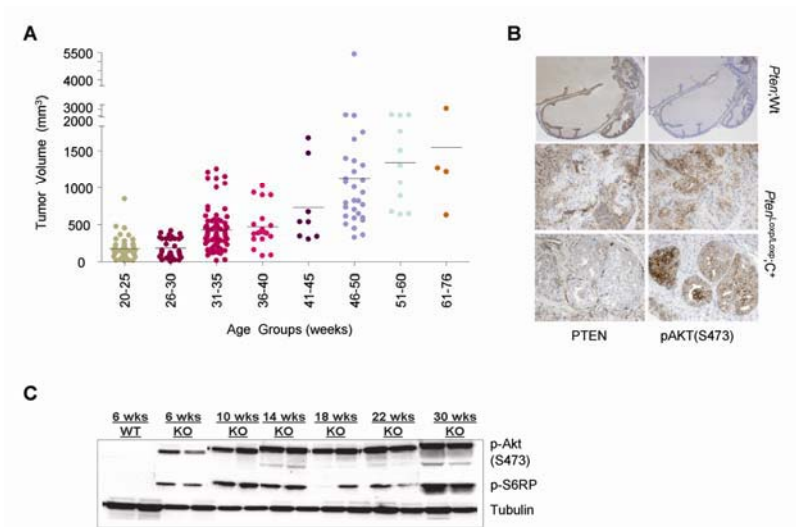 A
Tumor Volume (mm³)
5500
4000
3000
2000
1500
1000
500
0
20-25
26-30
31-35
36-40
41-45
46-50
51-60
61-76
Age Groups (weeks)
B
Pten;Wt
Pten^Loxp/Loxp;C⁺
PTEN
pAKT(S473)
C
6 wks 6 wks 10 wks 14 wks 18 wks 22 wks 30 wks
WT KO KO KO KO KO KO
p-Akt
(S473)
p-S6RP
Tubulin